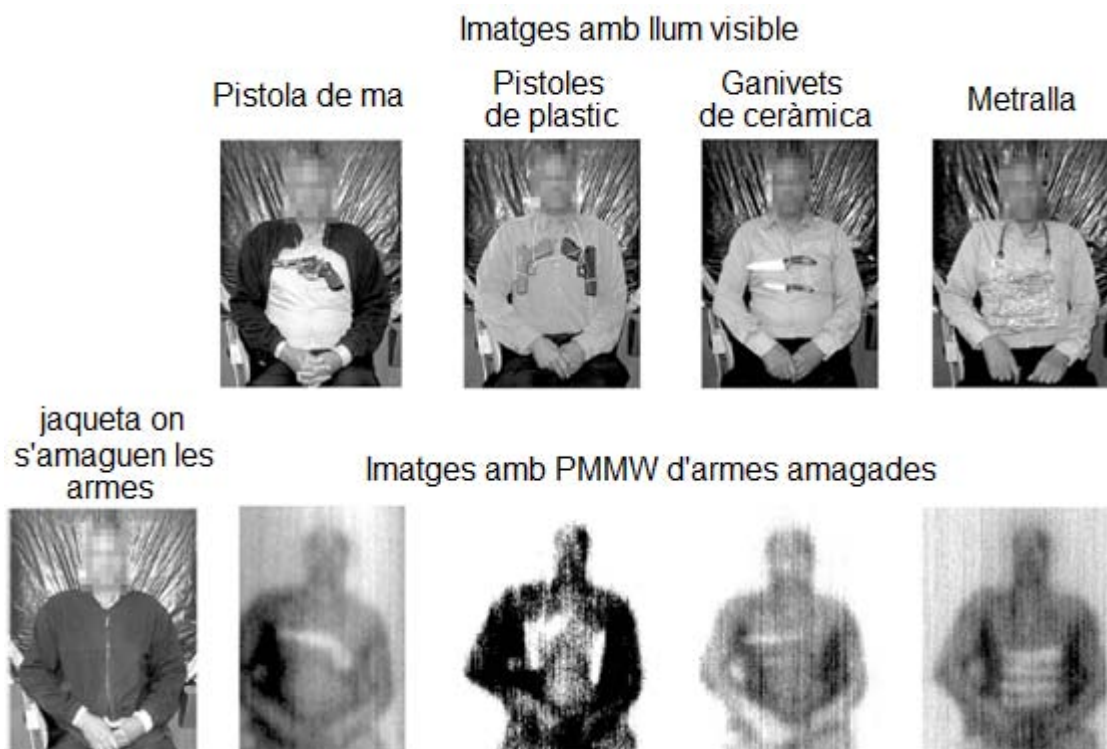 Imatges amb llum visible
Pistola de ma
Pistoles
de plastic
Ganivets
de ceràmica
Metralla
jaqueta on
s'amaguen les
armes
Imatges amb PMMW d'armes amagades